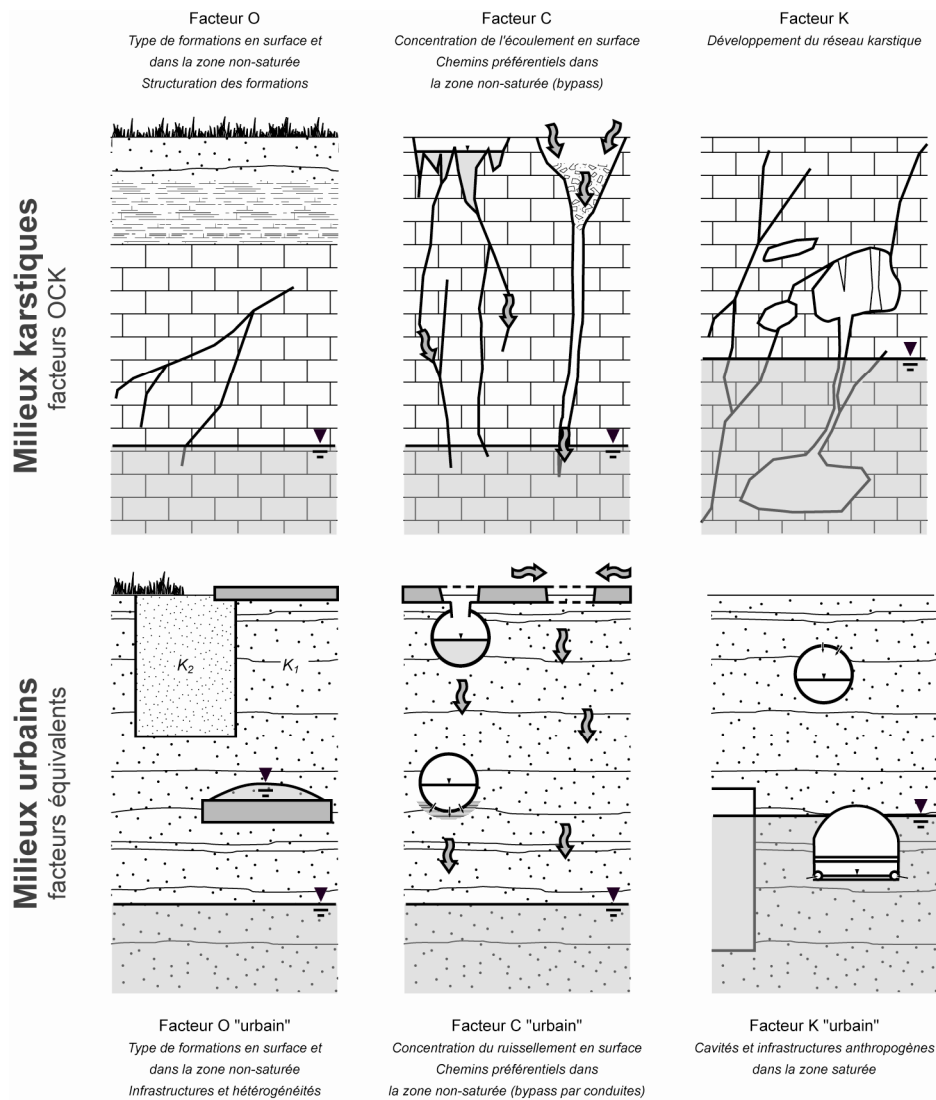 Facteur O
Type de formations en surface et
dans la zone non-saturée
Structuration des formations
Facteur C
Concentration de l'écoulement en surface
Chemins préférentiels dans
la zone non-saturée (bypass)
Facteur K
Développement du réseau karstique
Milieux karstiques
facteurs OCK
Milieux urbains
facteurs équivalents
K2
K1
Facteur O "urbain"
Type de formations en surface et
dans la zone non-saturée
Infrastructures et hétérogénéités
Facteur C "urbain"
Concentration du ruissellement en surface
Chemins préférentiels dans
la zone non-saturée (bypass par conduites)
Facteur K "urbain"
Cavités et infrastructures anthropogènes
dans la zone saturée